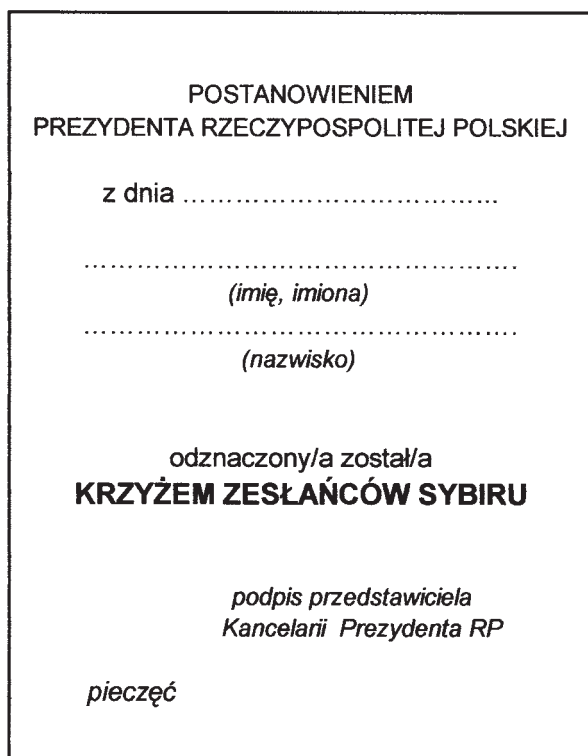 POSTANOWIENIEM
PREZYDENTA RZECZYPOSPOLITEJ POLSKIEJ
z dnia ……………………………
…………………………………………
(imię, imiona)
…………………………………………
(nazwisko)
odznaczony/a został/a
KRZYŻEM ZESŁAŃCÓW SYBIRU
podpis przedstawiciela
Kancelarii Prezydenta RP
pieczęć